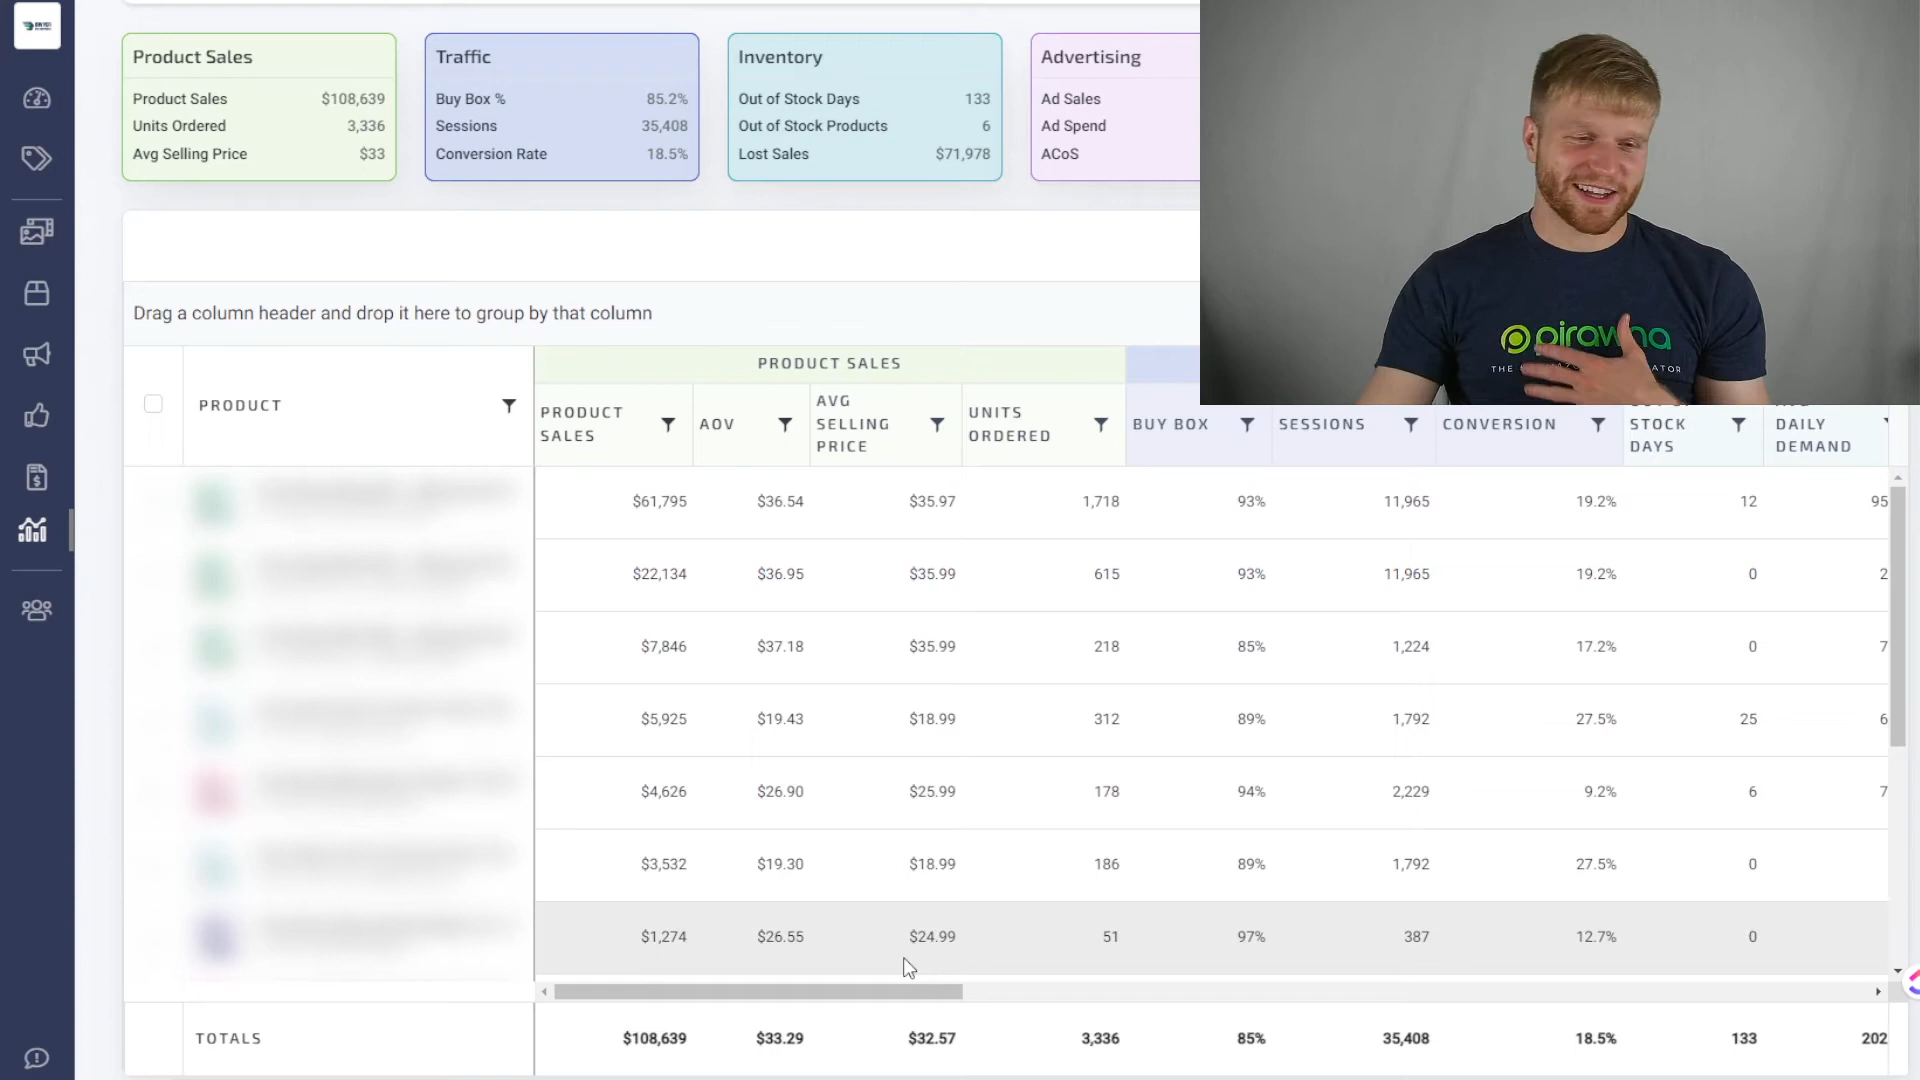 Product Sales
Product Sales $108,639
Units Ordered 3,336
Avg Selling Price $33
Traffic
Buy Box % 85.2%
Sessions 35,408
Conversion Rate 18.5%
Inventory
Out of Stock Days 133
Out of Stock Products 6
Lost Sales $71,978
Advertising
Ad Sales
Ad Spend
ACoS
Drag a column header and drop it here to group by that column
PRODUCT SALES
PRODUCT
PRODUCT
SALES
AOV
AVG
SELLING
PRICE
UNITS
ORDERED
BUY BOX
SESSIONS
CONVERSION
STOCK
DAYS
DAILY
DEMAND
$61,795 $36.54 $35.97 1,718 93% 11,965 19.2% 12 95
$22,134 $36.95 $35.99 615 93% 11,965 19.2% 0 2
$7,846 $37.18 $35.99 218 85% 1,224 17.2% 0 7
$5,925 $19.43 $18.99 312 89% 1,792 27.5% 25 6
$4,626 $26.90 $25.99 178 94% 2,229 9.2% 6 7
$3,532 $19.30 $18.99 186 89% 1,792 27.5% 0
$1,274 $26.55 $24.99 51 97% 387 12.7% 0
TOTALS $108,639 $33.29 $32.57 3,336 85% 35,408 18.5% 133 202
THE